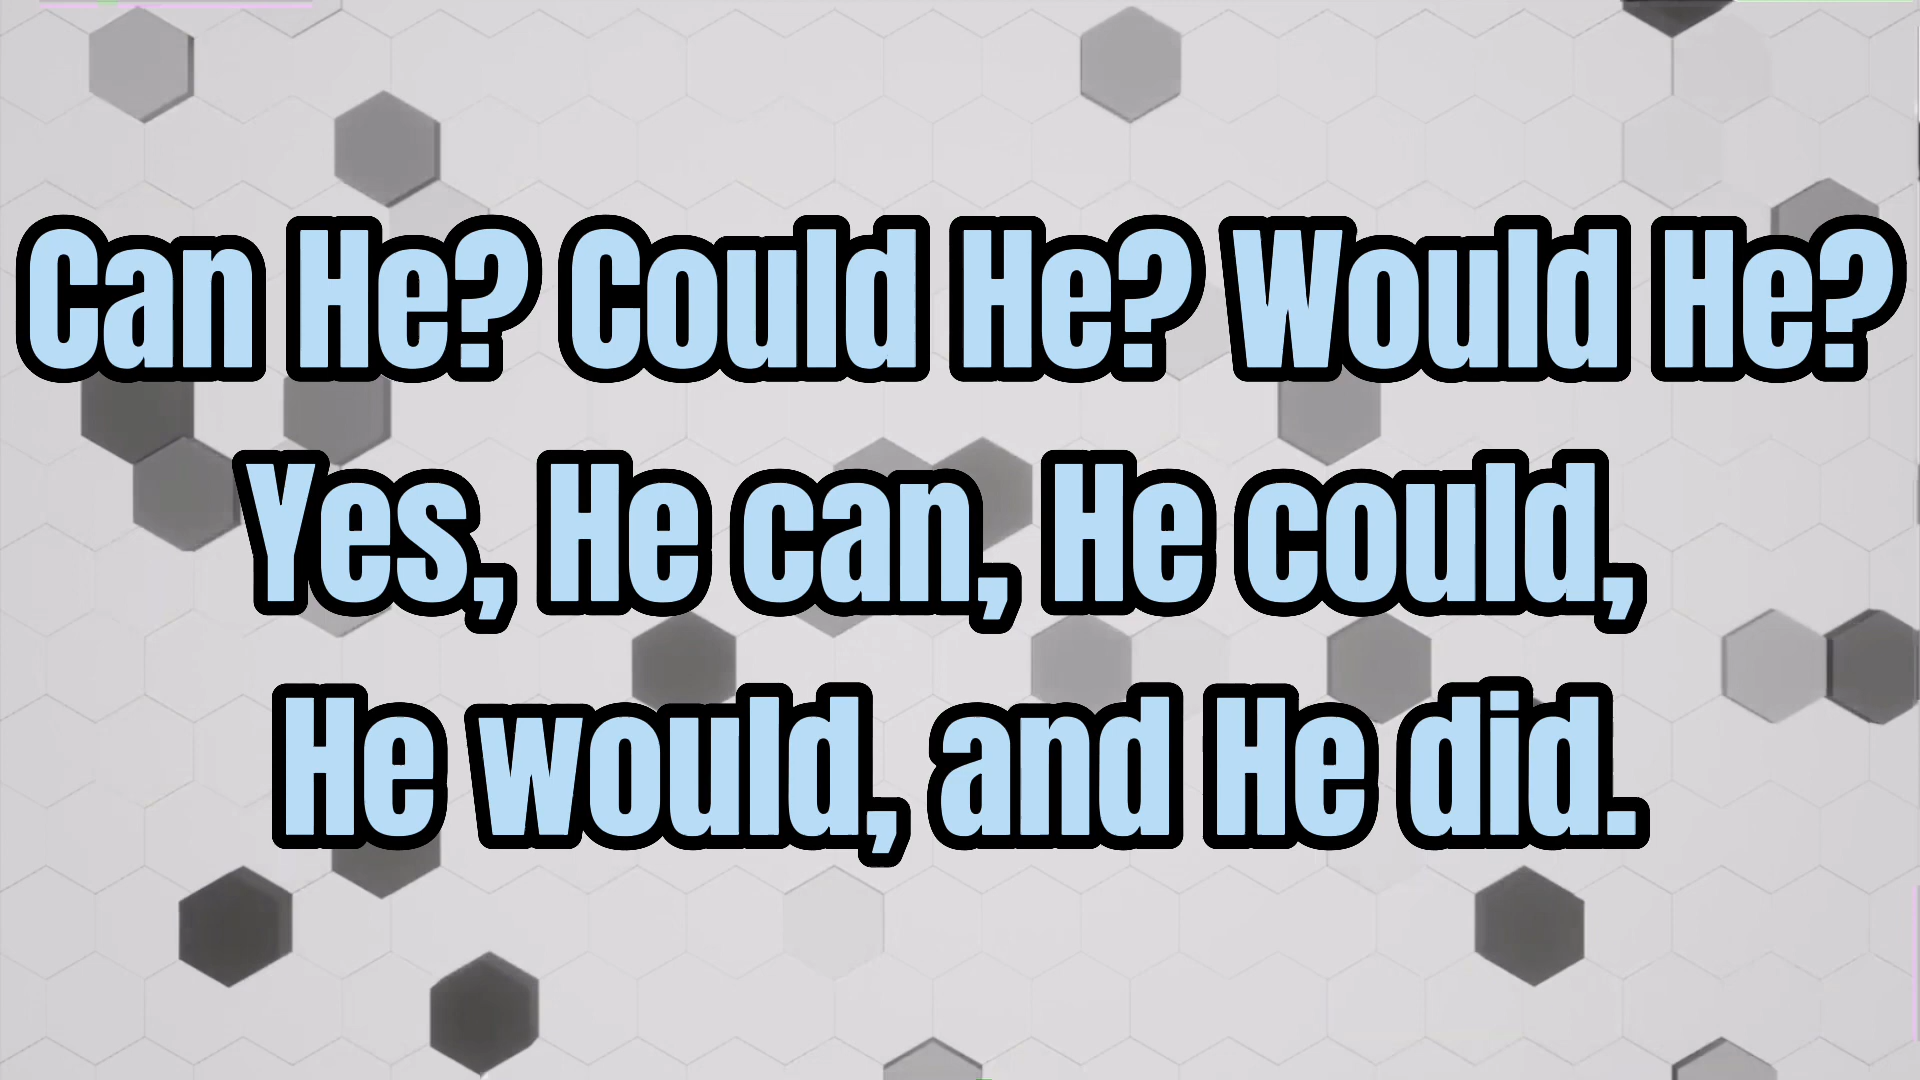 Can He? Could He? Would He?
Yes, He can, He could,
He would, and He did.